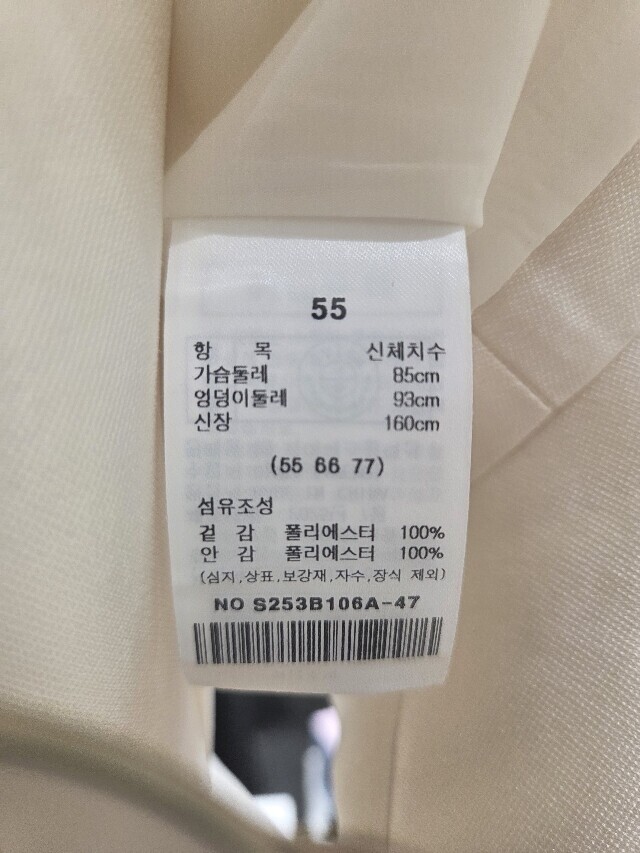 55
항 목 신체치수
가슴둘레 85cm
엉덩이둘레 93cm
신장 160cm
(55 66 77)
섬유조성
겉 감 폴리에스터 100%
안 감 폴리에스터 100%
(심지,상표,보강재,자수,장식 제외)
NO S253B106A-47